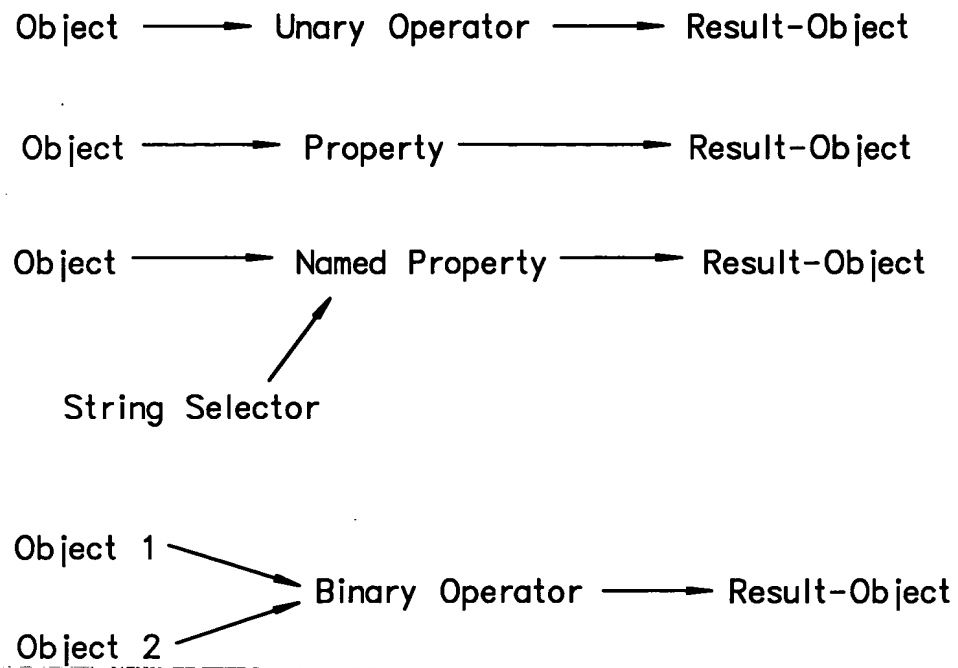 Object Unary Operator Result-Object
Object Property Result-Object
Object Named Property Result-Object
String Selector
Object 1
Binary Operator Result-Object
Object 2